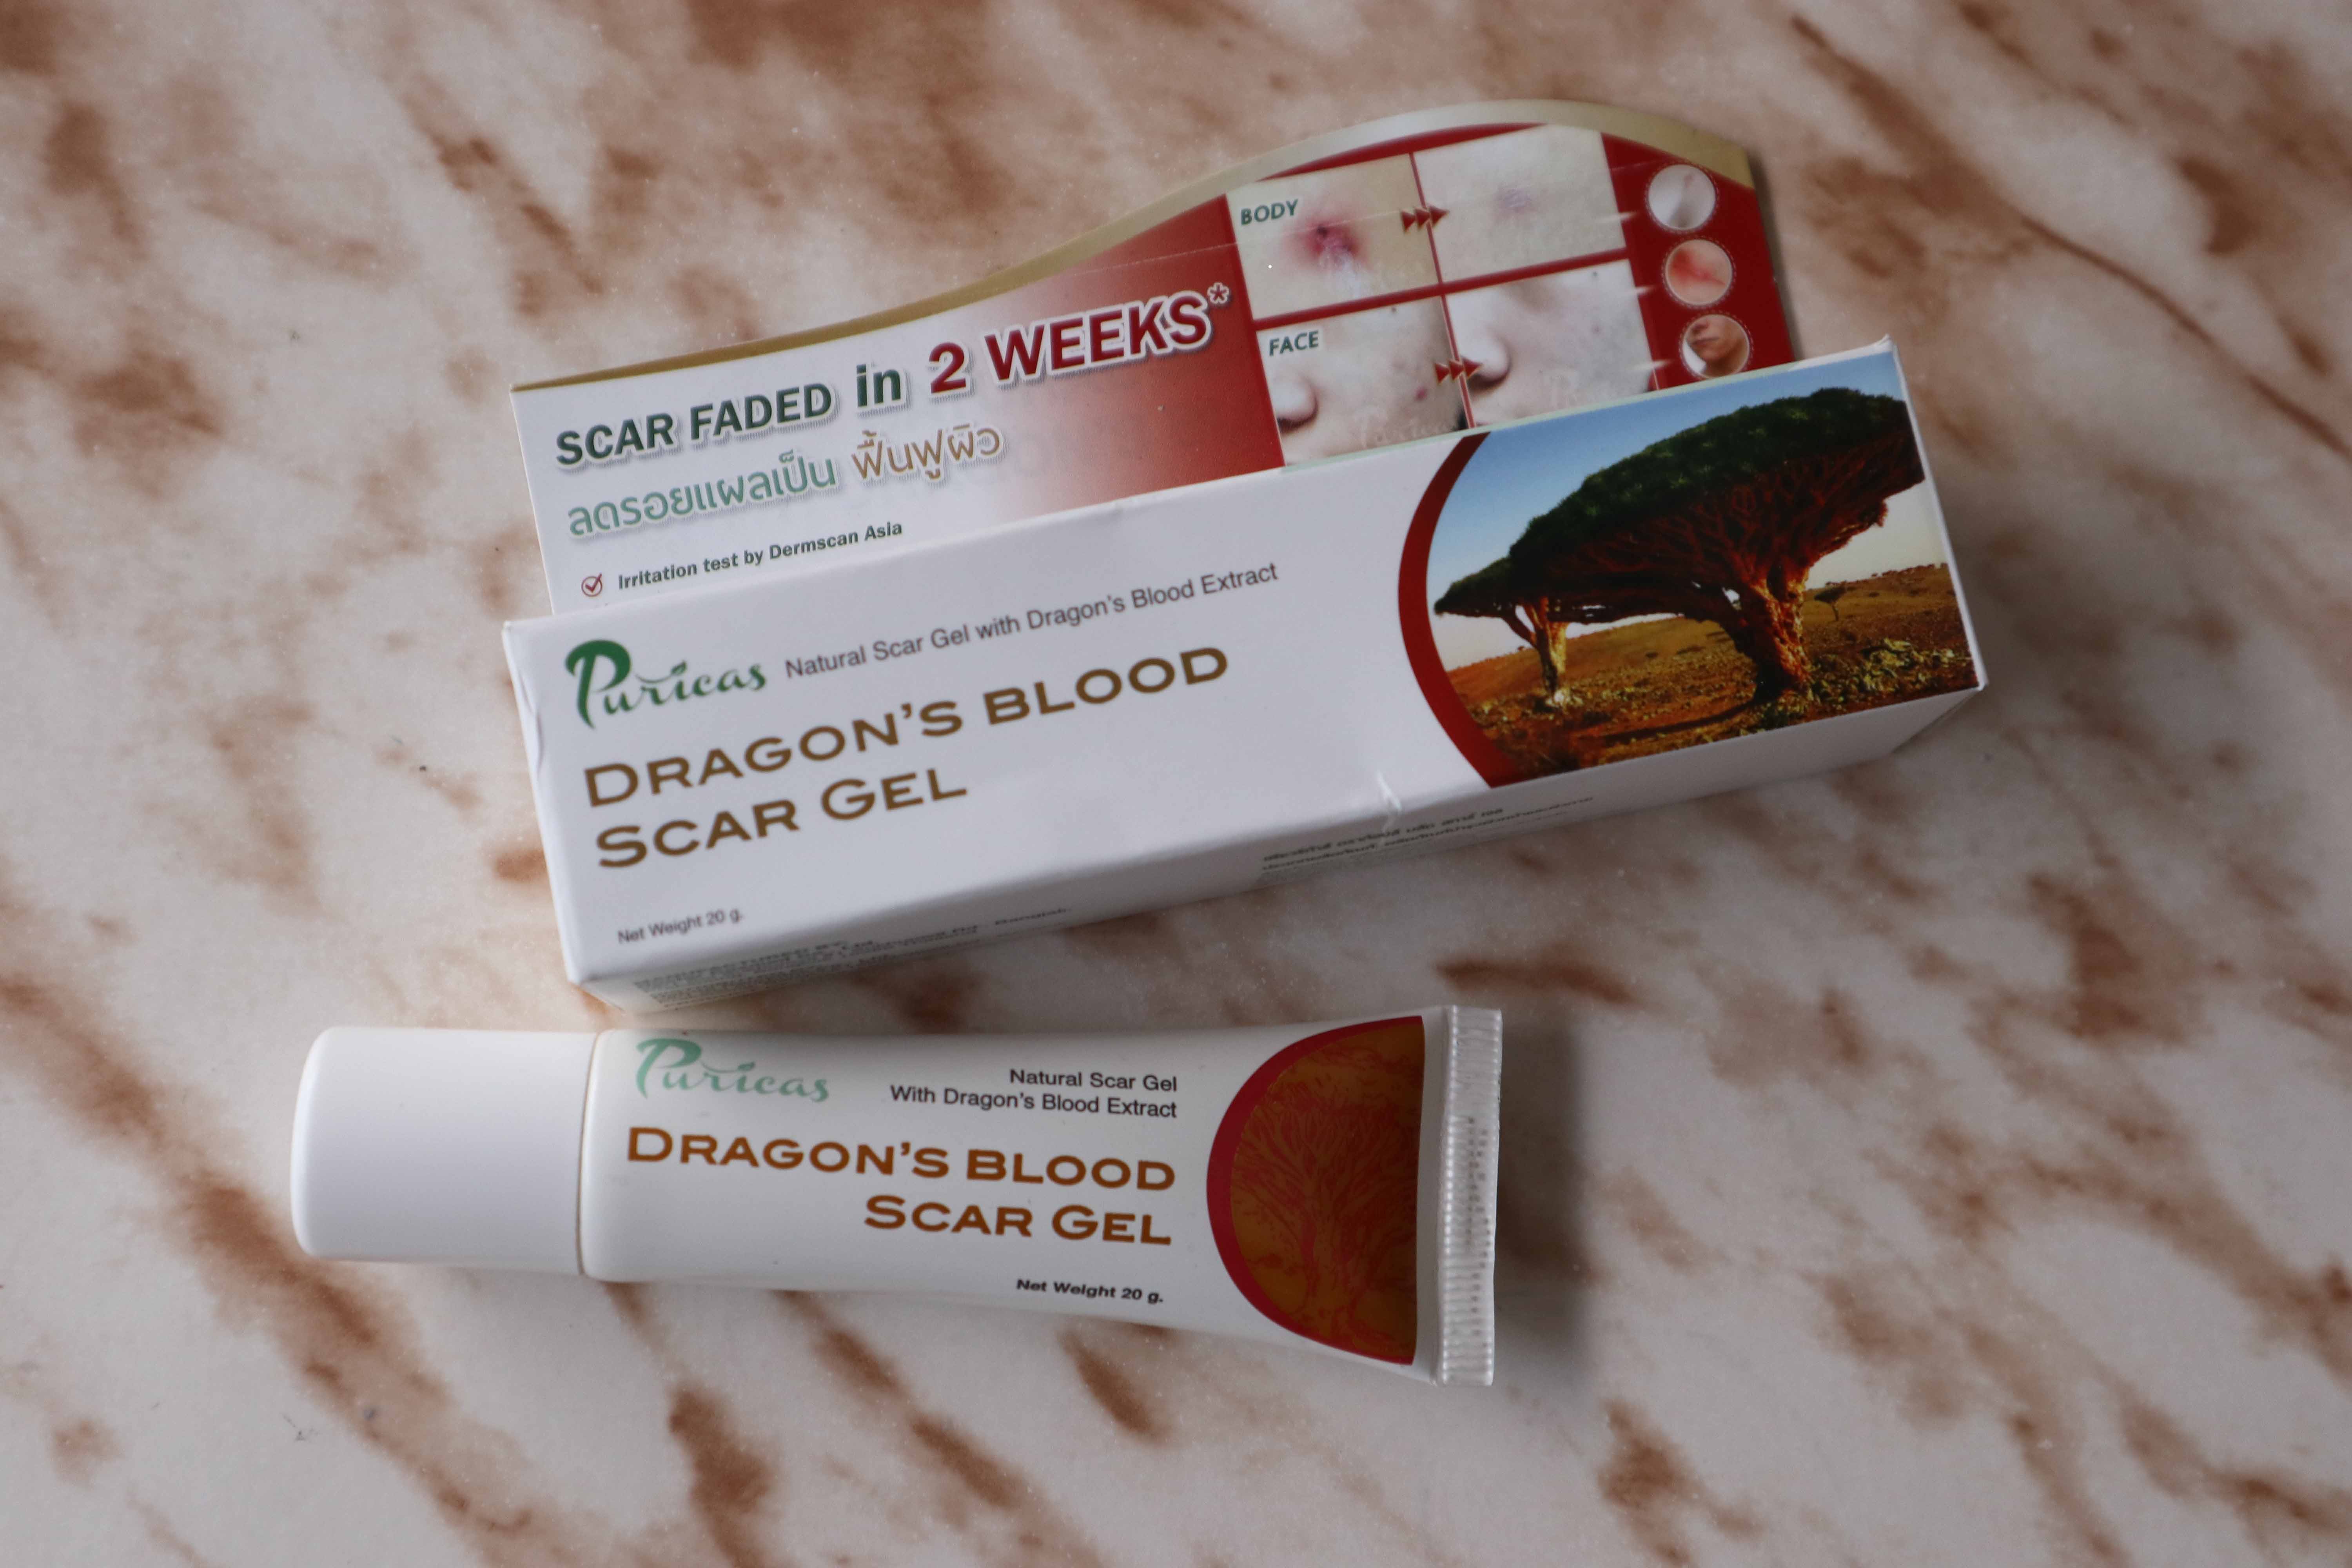 BODY
FACE
SCAR FADED in 2 WEEKS*
ลดรอยแผลเป็น ฟื้นฟูผิว
Irritation test by Dermscan Asia
Puricas Natural Scar Gel with Dragon's Blood Extract
DRAGON'S BLOOD
SCAR GEL
Net Weight 20 g.
Puricas
Natural Scar Gel
With Dragon's Blood Extract
DRAGON'S BLOOD
SCAR GEL
Net Weight 20 g.